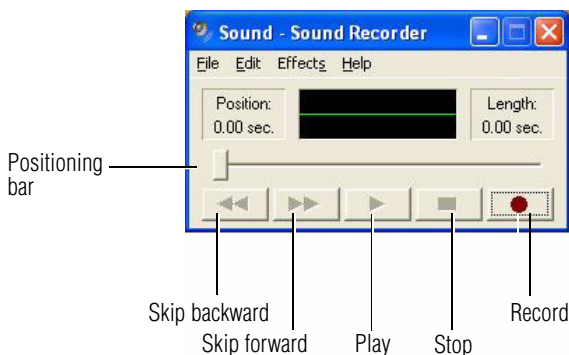 Sound - Sound Recorder
File Edit Effects Help
Position:
0.00 sec.
Length:
0.00 sec.
Positioning
bar
Skip backward
Skip forward
Play
Stop
Record